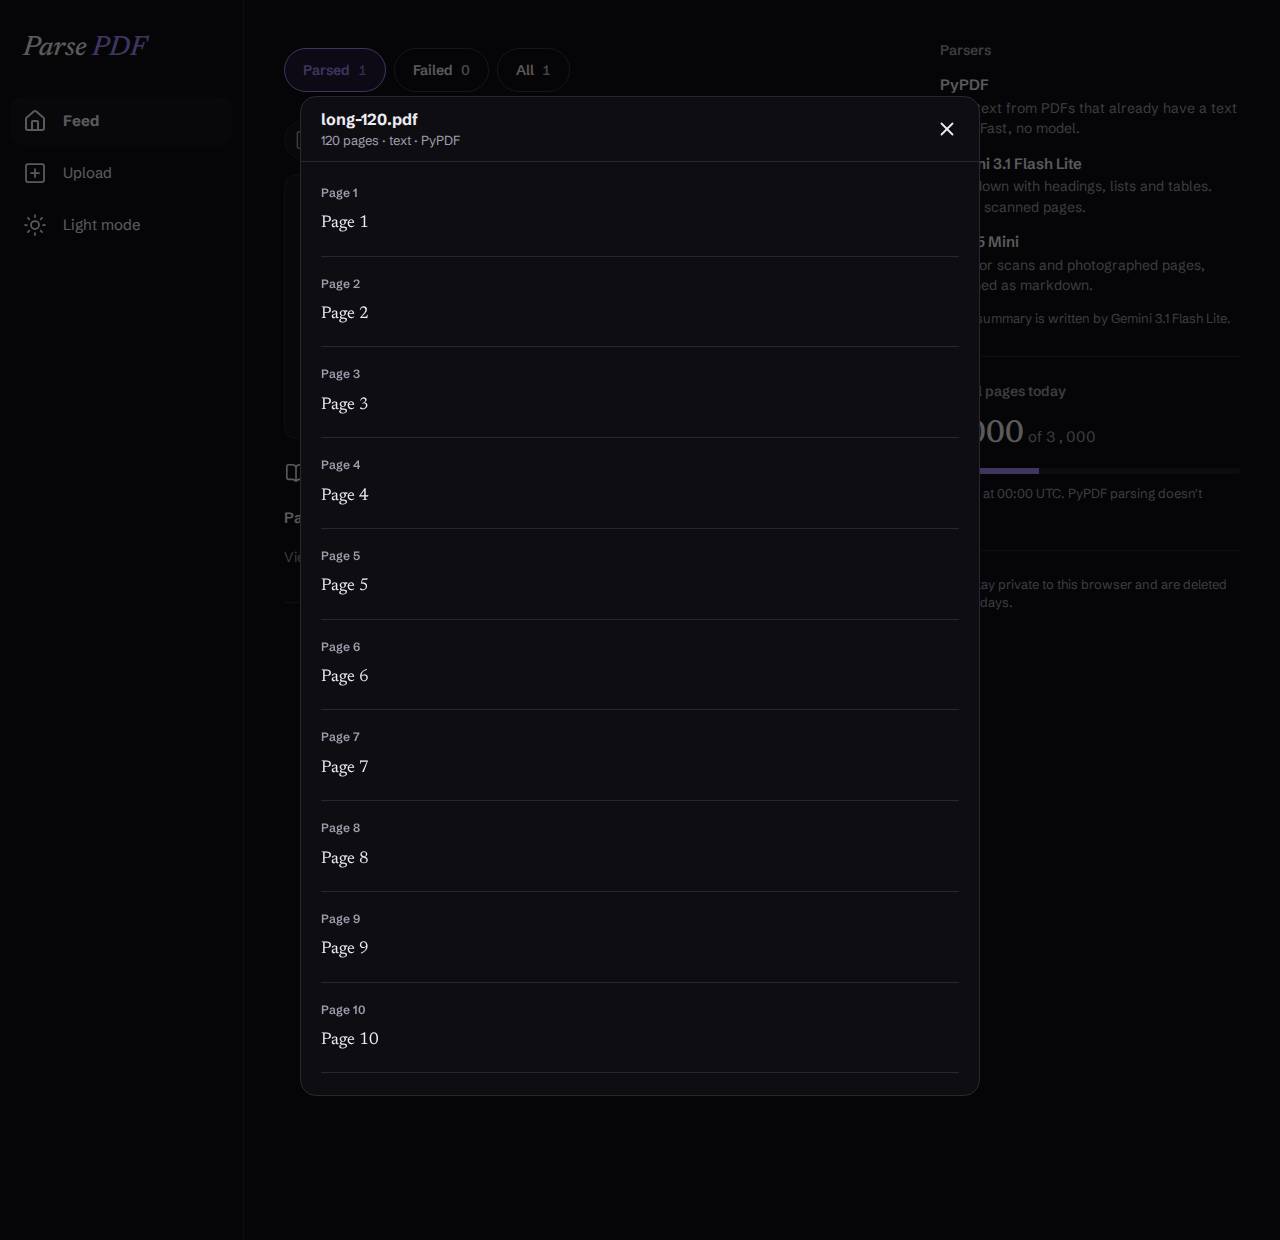 Parse PDF
Feed
Upload
Light mode
Parsed 1
Failed 0
All 1
long-120.pdf
120 pages · text · PyPDF
Page 1
Page 1
Page 2
Page 2
Page 3
Page 3
Page 4
Page 4
Page 5
Page 5
Page 6
Page 6
Page 7
Page 7
Page 8
Page 8
Page 9
Page 9
Page 10
Page 10
Parsers
PyPDF
text from PDFs that already have a text
Fast, no model.
3.1 Flash Lite
with headings, lists and tables.
scanned pages.
5 Mini
or scans and photographed pages,
as markdown.
summary is written by Gemini 3.1 Flash Lite.
pages today
of 3,000
at 00:00 UTC. PyPDF parsing doesn't
private to this browser and are deleted
days.